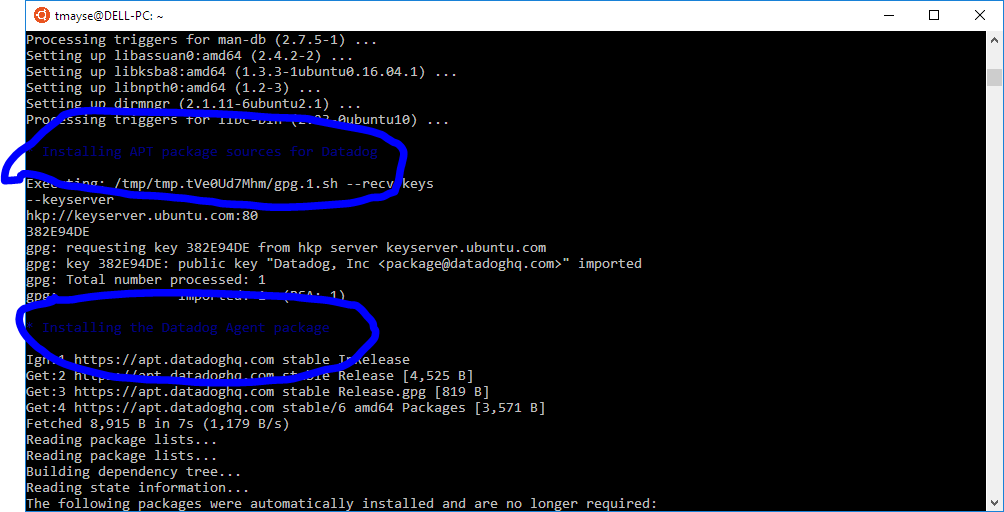 tmayse@DELL-PC: ~
Processing triggers for man-db (2.7.5-1) ...
Setting up libassuan0:amd64 (2.4.2-2) ...
Setting up libksba8:amd64 (1.3.3-1ubuntu0.16.04.1) ...
Setting up libnpth0:amd64 (1.2-3) ...
Setting up dirmngr (2.1.11-6ubuntu2.1) ...
Processing triggers for libc-bin (2.23-0ubuntu10) ...
* Installing APT package sources for Datadog
Executing: /tmp/tmp.tVe0Ud7Mhm/gpg.1.sh --recv-keys
--keyserver
hkp://keyserver.ubuntu.com:80
382E94DE
gpg: requesting key 382E94DE from hkp server keyserver.ubuntu.com
gpg: key 382E94DE: public key "Datadog, Inc <package@datadoghq.com>" imported
gpg: Total number processed: 1
gpg: imported: 1 (RSA: 1)
* Installing the Datadog Agent package
Ign:1 https://apt.datadoghq.com stable InRelease
Get:2 https://apt.datadoghq.com stable Release [4,525 B]
Get:3 https://apt.datadoghq.com stable Release.gpg [819 B]
Get:4 https://apt.datadoghq.com stable/6 amd64 Packages [3,571 B]
Fetched 8,915 B in 7s (1,179 B/s)
Reading package lists...
Reading package lists...
Building dependency tree...
Reading state information...
The following packages were automatically installed and are no longer required: